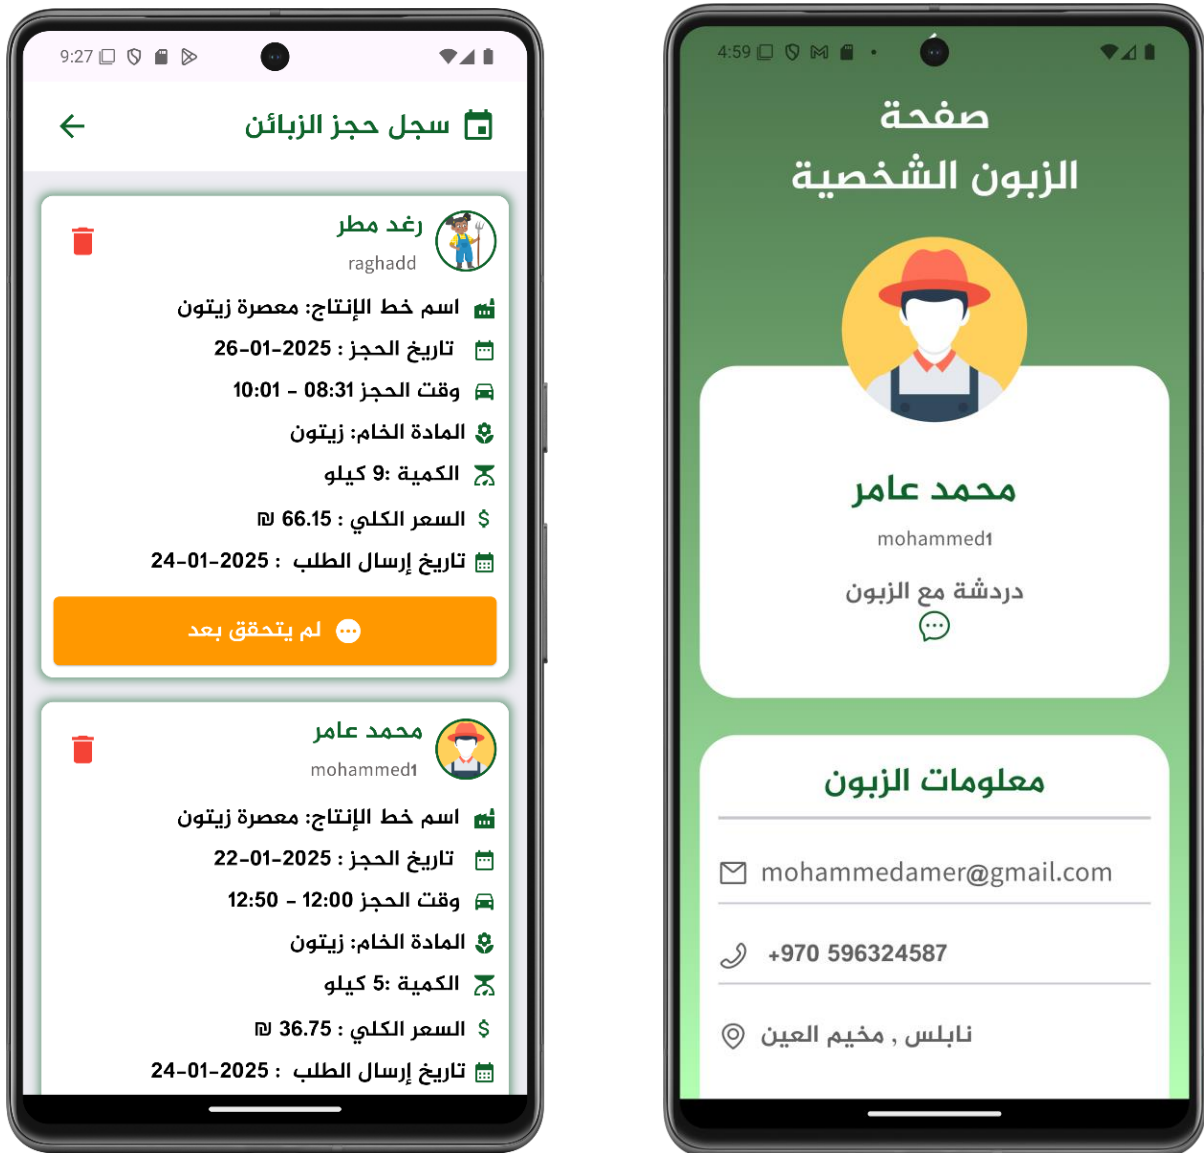 9:27
سجل حجز الزبائن
رغد مطر
raghadd
اسم خط الإنتاج: معصرة زيتون
تاريخ الحجز : 2025-01-26
وقت الحجز 08:31 - 10:01
المادة الخام: زيتون
الكمية :9 كيلو
السعر الكلي : 66.15 ₪
تاريخ إرسال الطلب : 2025-01-24
لم يتحقق بعد
محمد عامر
mohammed1
اسم خط الإنتاج: معصرة زيتون
تاريخ الحجز : 2025-01-22
وقت الحجز 12:00 - 12:50
المادة الخام: زيتون
الكمية :5 كيلو
السعر الكلي : 36.75 ₪
تاريخ إرسال الطلب : 2025-01-24
4:59
صفحة
الزبون الشخصية
محمد عامر
mohammed1
دردشة مع الزبون
معلومات الزبون
mohammedamer@gmail.com
+970 596324587
نابلس , مخيم العين